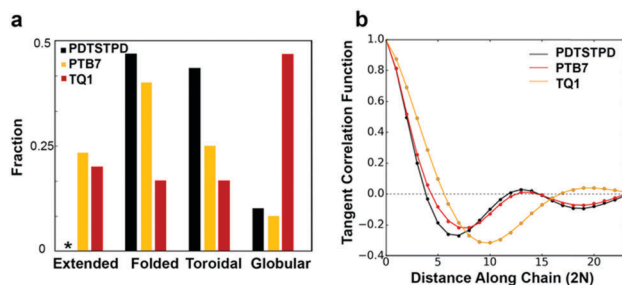 a
0.5
PDTSTPD
PTB7
TQ1
0.25
0
Fraction
*
Extended Folded Toroidal Globular
b
1.0
0.8
0.6
0.4
0.2
0.0
-0.2
-0.4
Tangent Correlation Function
PDTSTPD
PTB7
TQ1
0 5 10 15 20
Distance Along Chain (2N)